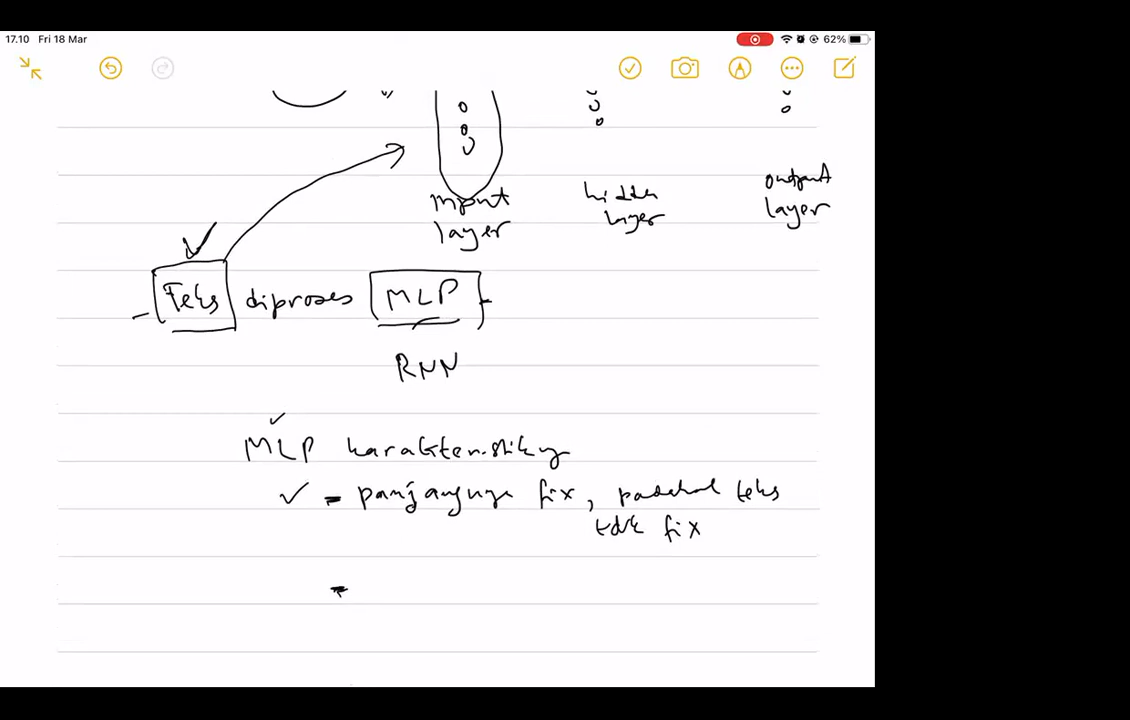 17.10 Fri 18 Mar
62%
input layer
hidden layer
output layer
Teks diproses MLP
RNN
MLP karakteristiknya
- panjangnya fix, padahal teks
tdk fix
-